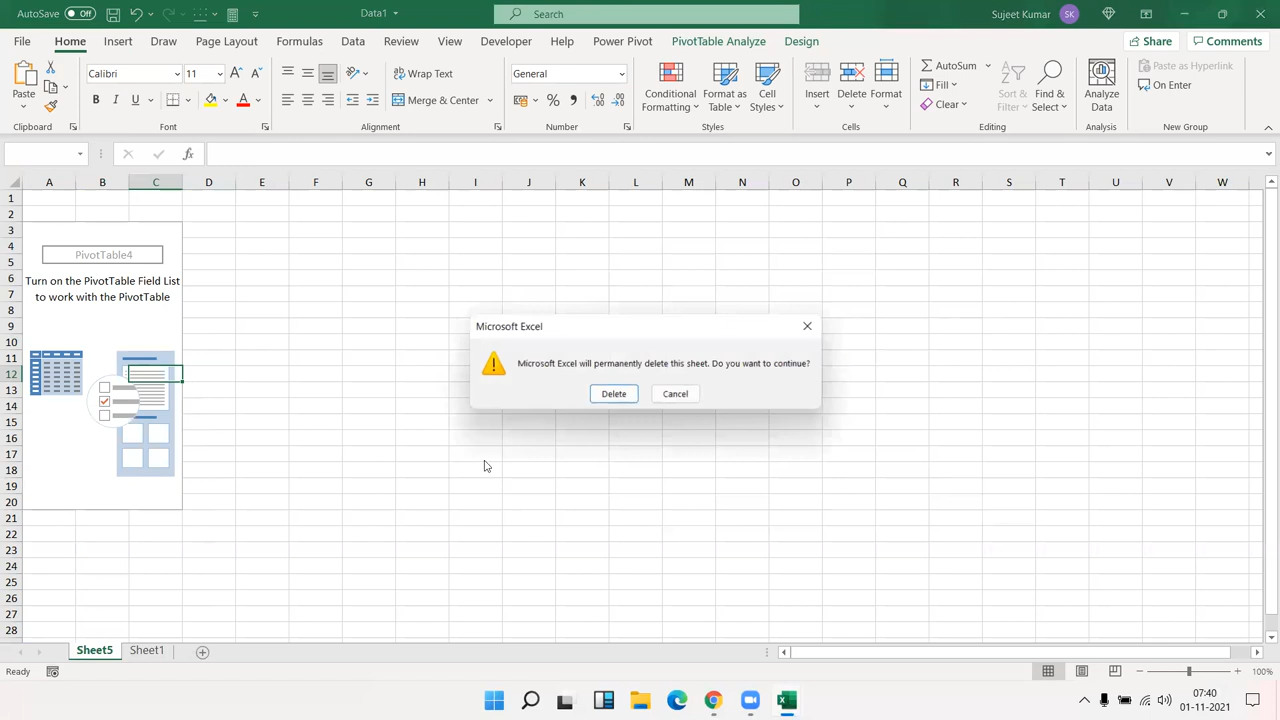 AutoSave Off Data1 Search Sujeet Kumar SK
File Home Insert Draw Page Layout Formulas Data Review View Developer Help Power Pivot PivotTable Analyze Design Share Comments
Paste
Calibri 11
B I U
Wrap Text
Merge & Center
General
Conditional Formatting
Format as Table
Cell Styles
Insert Delete Format
AutoSum
Fill
Clear
Sort & Filter
Find & Select
Analyze Data
Paste as Hyperlink
On Enter
Clipboard Font Alignment Number Styles Cells Editing Analysis New Group
fx
A B C D E F G H I J K L M N O P Q R S T U V W
1
2
3
4
5
6
7
8
9
10
11
12
13
14
15
16
17
18
19
20
21
22
23
24
25
26
27
28
PivotTable4
Turn on the PivotTable Field List
to work with the PivotTable
Microsoft Excel
Microsoft Excel will permanently delete this sheet. Do you want to continue?
Delete Cancel
Sheet5 Sheet1
Ready 100%
07:40
01-11-2021